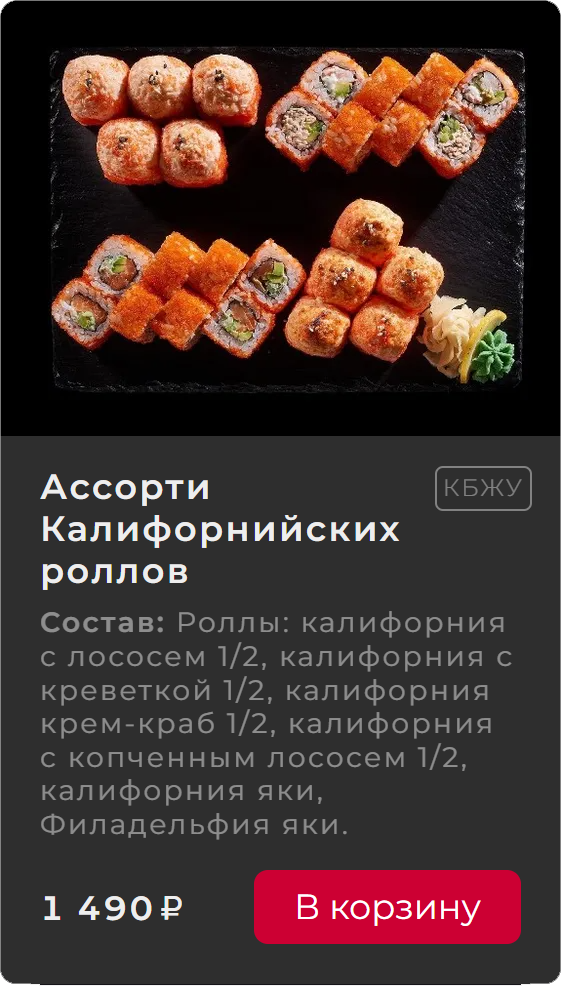 Ассорти
Калифорнийских
роллов
КБЖУ
Состав: Роллы: калифорния
с лососем 1/2, калифорния с
креветкой 1/2, калифорния
крем-краб 1/2, калифорния
с копченным лососем 1/2,
калифорния яки,
Филадельфия яки.
1 490 ₽
В корзину